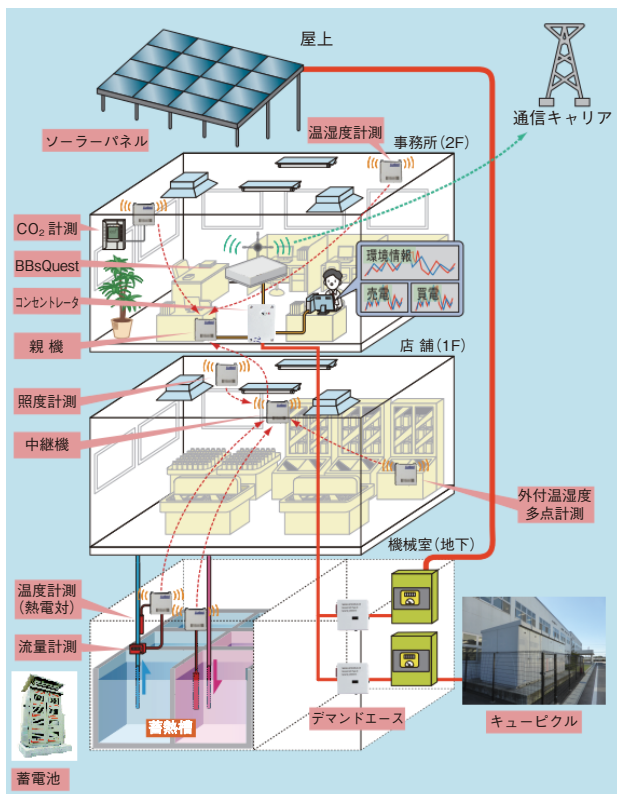 屋上
通信キャリア
ソーラーパネル
温湿度計測
事務所(2F)
CO₂計測
BBsQuest
コンセントレータ
親機
環境情報
売電
買電
店舗(1F)
照度計測
中継機
外付温湿度
多点計測
機械室(地下)
温度計測
(熱電対)
流量計測
蓄熱槽
デマンドエース
キュービクル
蓄電池